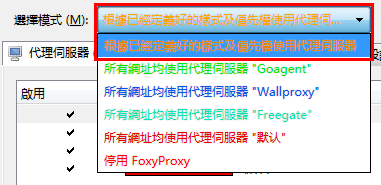 選擇模式 (M):
根據已經定義好的樣式及優先權使用代理伺...
根據已經定義好的樣式及優先權使用代理伺服器
代理伺服器
所有網址均使用代理伺服器 "Goagent"
啟用
所有網址均使用代理伺服器 "Wallproxy"
所有網址均使用代理伺服器 "Freegate"
所有網址均使用代理伺服器 "默认"
停用 FoxyProxy